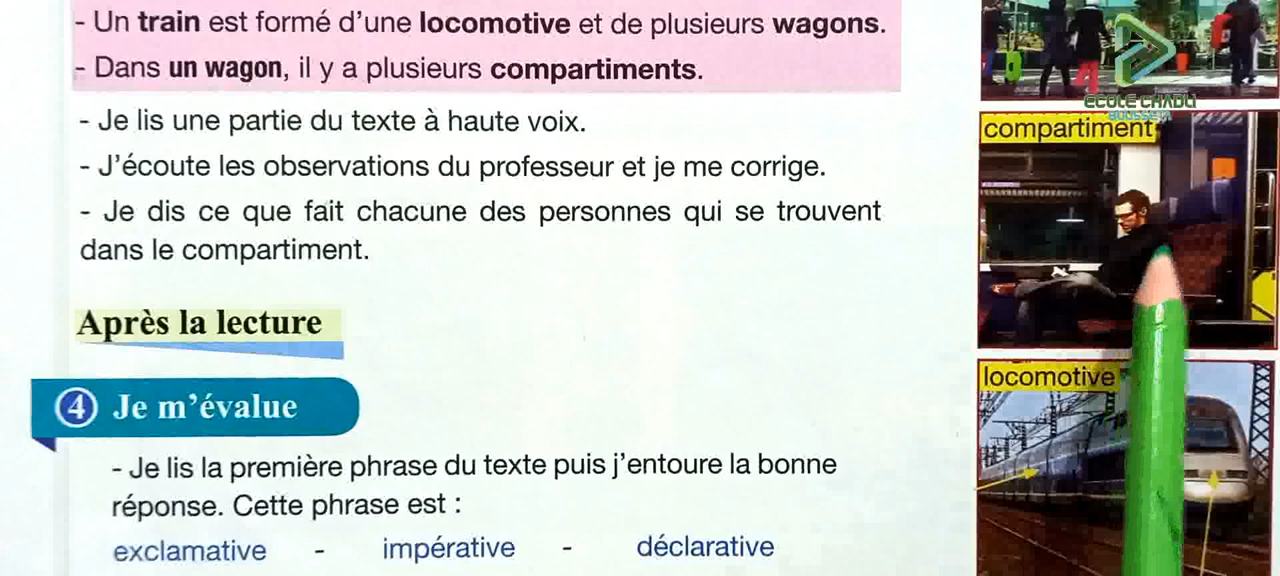 - Un train est formé d'une locomotive et de plusieurs wagons.
- Dans un wagon, il y a plusieurs compartiments.
- Je lis une partie du texte à haute voix.
- J'écoute les observations du professeur et je me corrige.
- Je dis ce que fait chacune des personnes qui se trouvent
dans le compartiment.
Après la lecture
4 Je m'évalue
- Je lis la première phrase du texte puis j'entoure la bonne
réponse. Cette phrase est :
exclamative - impérative - déclarative
ECOLE CHADLI
BOUSSETA
compartiment
locomotive